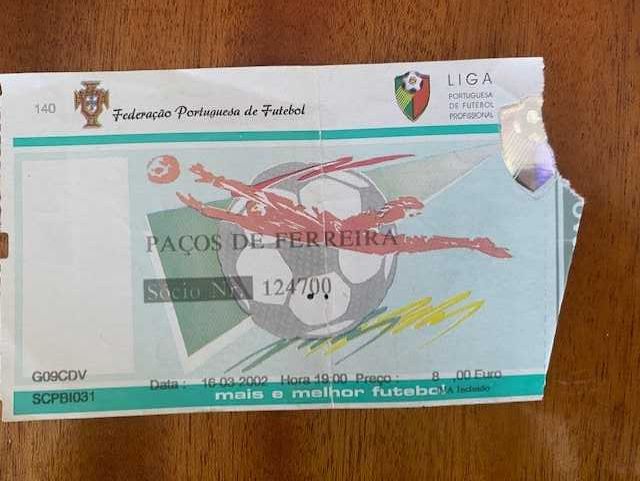 140
Federação Portuguesa de Futebol
LIGA
PORTUGUESA
DE FUTEBOL
PROFISSIONAL
PAÇOS DE FERREIRA
Sócio Nº 124700
G09CDV
Data : 16-03-2002 Hora 19:00 Preço : 8 .00 Euro
SCPBI031
mais e melhor futebol
Incluido